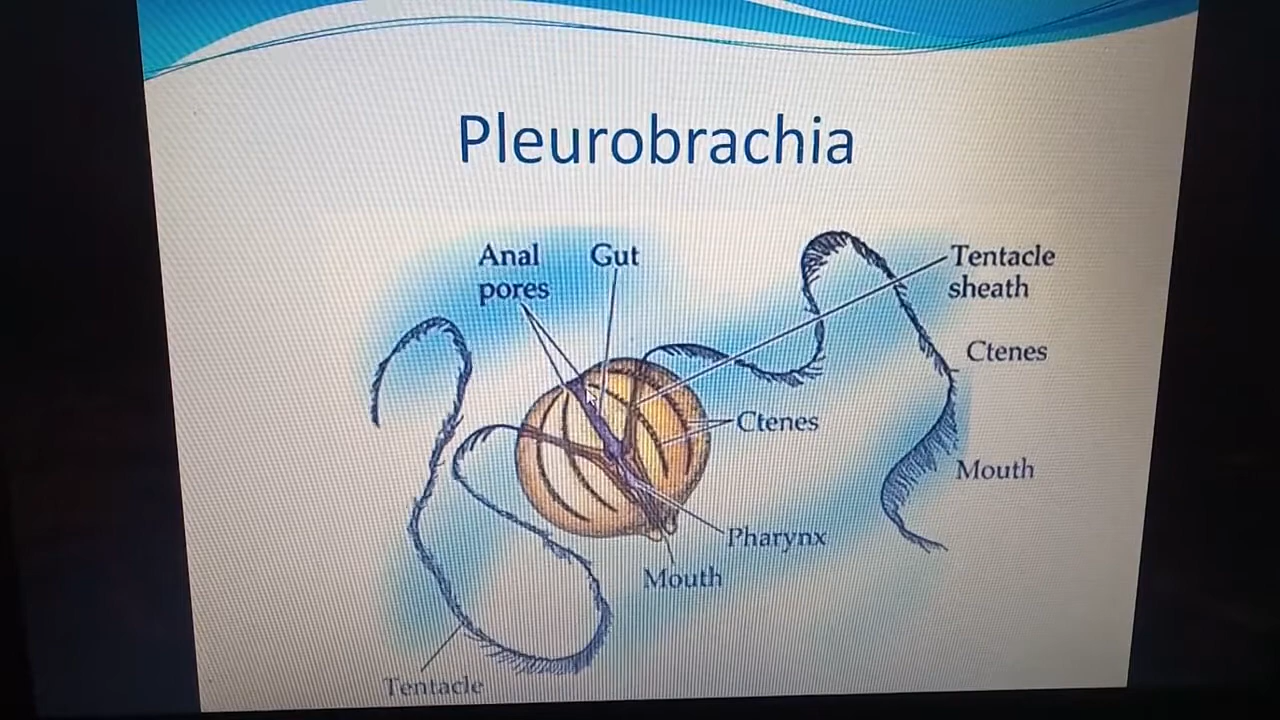 Pleurobrachia
Anal
pores
Gut
Tentacle
sheath
Ctenes
Ctenes
Mouth
Pharynx
Mouth
Tentacle